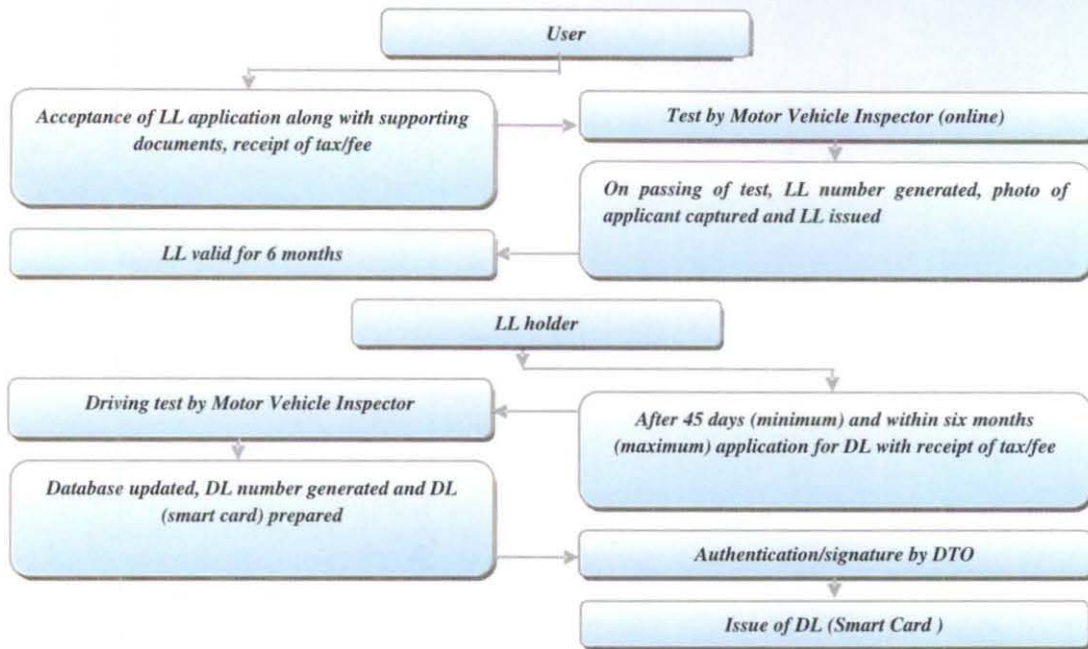 User
Acceptance of LL application along with supporting
documents, receipt of tax/fee
Test by Motor Vehicle Inspector (online)
On passing of test, LL number generated, photo of
applicant captured and LL issued
LL valid for 6 months
LL holder
After 45 days (minimum) and within six months
(maximum) application for DL with receipt of tax/fee
Driving test by Motor Vehicle Inspector
Database updated, DL number generated and DL
(smart card) prepared
Authentication/signature by DTO
Issue of DL (Smart Card )